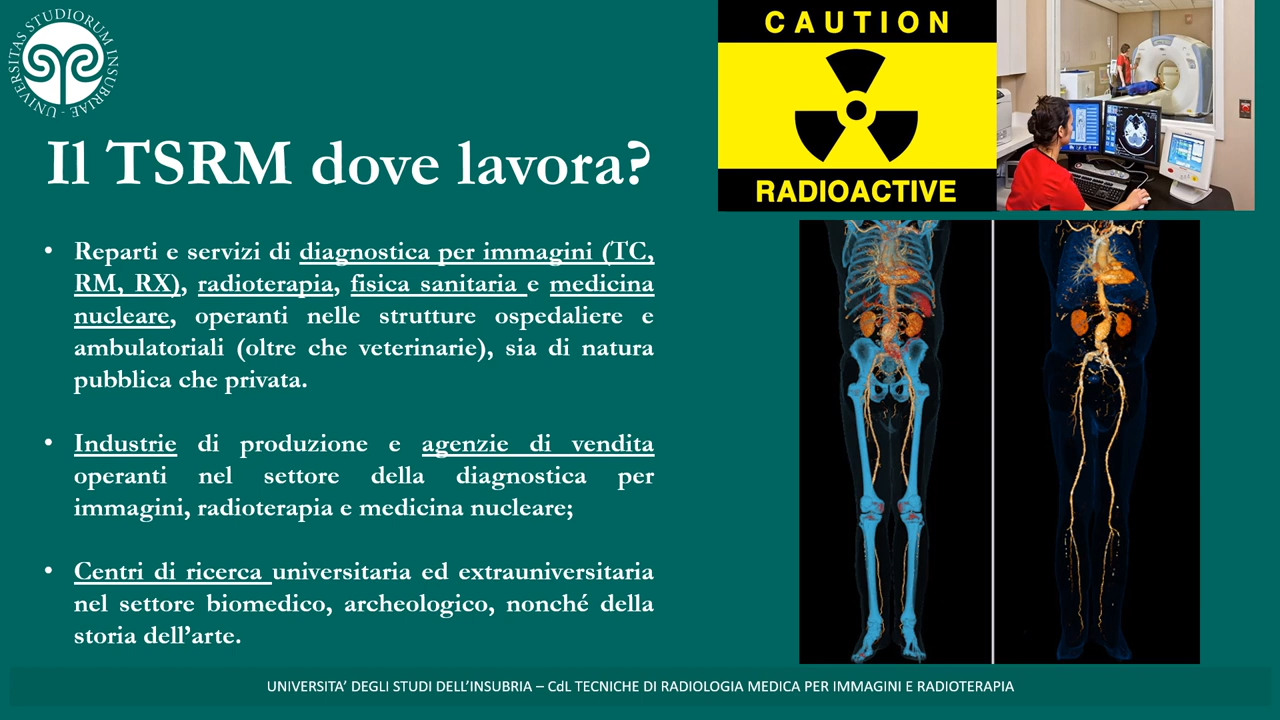 UNIVERSITAS STUDIORUM INSUBRIAE
CAUTION
RADIOACTIVE
Il TSRM dove lavora?
• Reparti e servizi di diagnostica per immagini (TC,
RM, RX), radioterapia, fisica sanitaria e medicina
nucleare, operanti nelle strutture ospedaliere e
ambulatoriali (oltre che veterinarie), sia di natura
pubblica che privata.
• Industrie di produzione e agenzie di vendita
operanti nel settore della diagnostica per
immagini, radioterapia e medicina nucleare;
• Centri di ricerca universitaria ed extrauniversitaria
nel settore biomedico, archeologico, nonché della
storia dell’arte.
UNIVERSITA’ DEGLI STUDI DELL’INSUBRIA – CdL TECNICHE DI RADIOLOGIA MEDICA PER IMMAGINI E RADIOTERAPIA